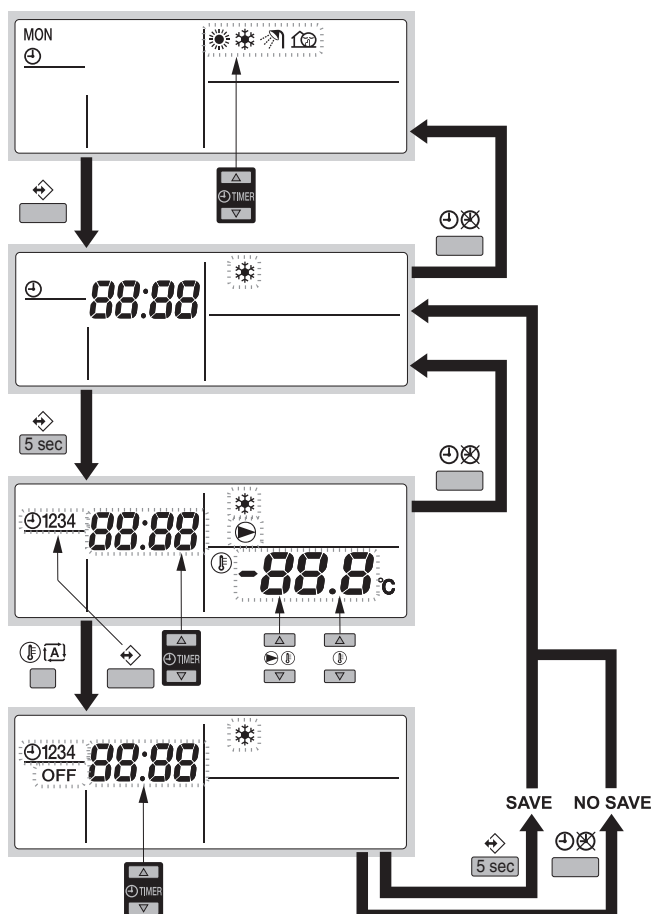 MON
TIMER
88:88
5 sec
1234 88:88
-88.8 °C
A
TIMER
1234
OFF 88:88
SAVE NO SAVE
5 sec
TIMER